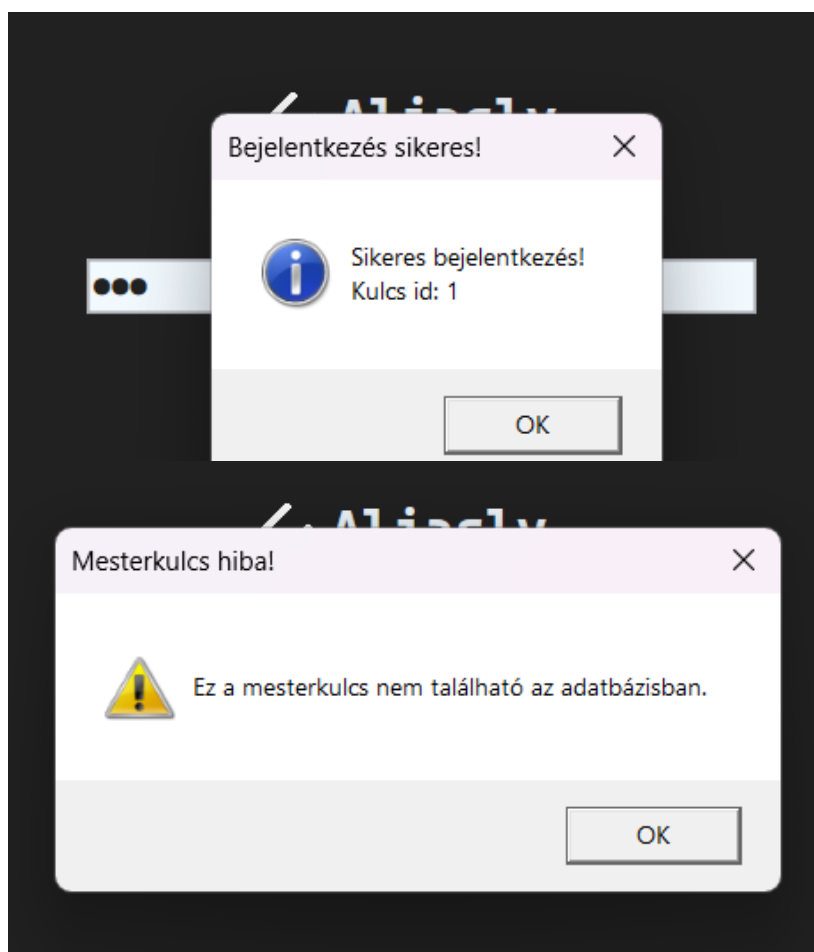 Bejelentkezés sikeres!
Sikeres bejelentkezés!
Kulcs id: 1
OK
Mesterkulcs hiba!
Ez a mesterkulcs nem található az adatbázisban.
OK